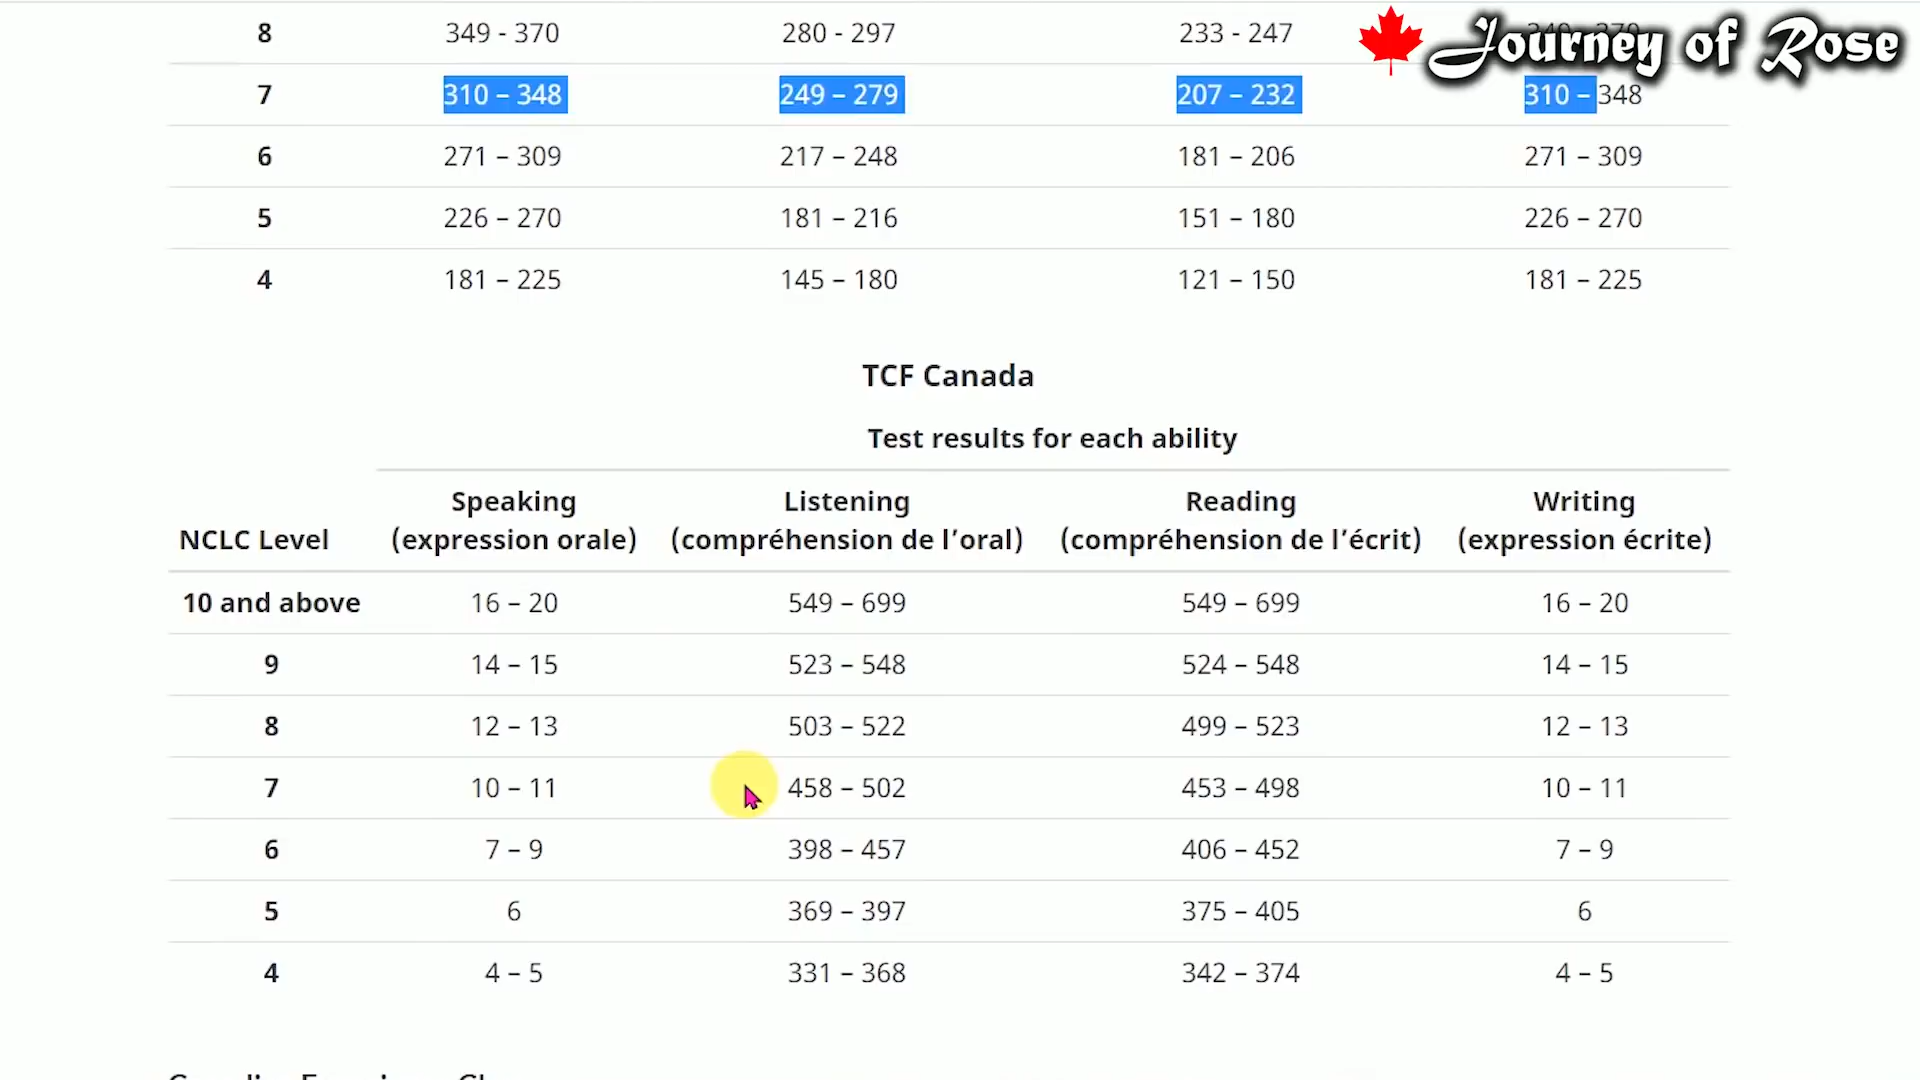 8 349 - 370 280 - 297 233 - 247
Journey of Rose
7 310 – 348 249 – 279 207 – 232 310 – 348
6 271 – 309 217 – 248 181 – 206 271 – 309
5 226 – 270 181 – 216 151 – 180 226 – 270
4 181 – 225 145 – 180 121 – 150 181 – 225
TCF Canada
Test results for each ability
NCLC Level Speaking (expression orale) Listening (compréhension de l’oral) Reading (compréhension de l’écrit) Writing (expression écrite)
10 and above 16 – 20 549 – 699 549 – 699 16 – 20
9 14 – 15 523 – 548 524 – 548 14 – 15
8 12 – 13 503 – 522 499 – 523 12 – 13
7 10 – 11 458 – 502 453 – 498 10 – 11
6 7 – 9 398 – 457 406 – 452 7 – 9
5 6 369 – 397 375 – 405 6
4 4 – 5 331 – 368 342 – 374 4 – 5